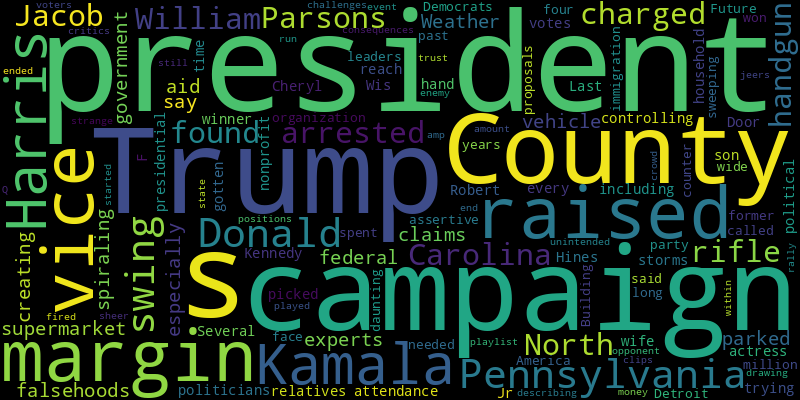 voters
challenges
event
Democrats
four
Future
Jacob
William
Parsons
Weather
charged
votes
won
critics
consequences
past
government
time
run
leaders
trust
proposals
immigration
household
handgun
Harris
president
still
reach
Wis
hand
Last
sweeping
jeers
ended
aid
say
Cheryl
enemy
strange
winner
organization
vehicle
controlling
Door
presidential
found
arrested
amp
amount
County
F
nonprofit
years
counter
son
wide
vice
Trump
crowd
Q
started
state
gotten
Robert
every
including
former
called
political
raised
end
positions
assertive
Donald
spent
claims
unintended
party
creating
spiraling
swing
especially
Kennedy
federal
Carolina
Hines
storms
rifle
rally
s
campaign
picked
played
daunting
Building
said
long
within
fired
sheer
supermarket
Several
face
experts
needed
playlist
North
opponent
wife
parked
actress
margin
Kamala
Pennsylvania
America
clips
drawing
million
falsehoods
politicians
relatives
attendance
Jr
describing
money
Detroit
trying